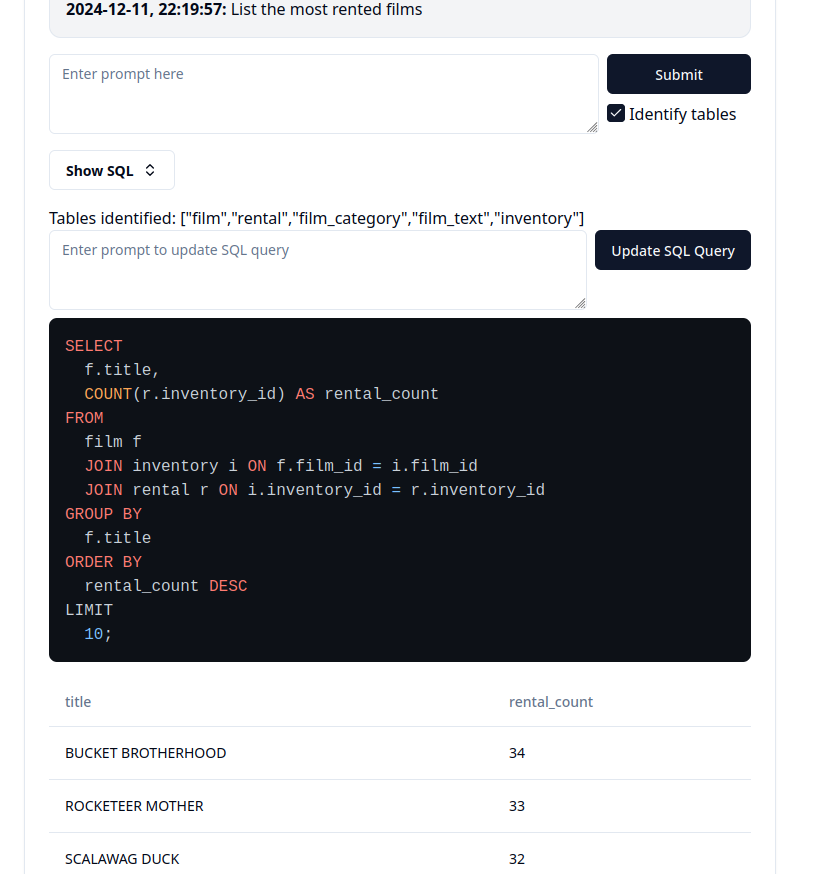 2024-12-11, 22:19:57: List the most rented films
Enter prompt here
Submit
Identify tables
Show SQL
Tables identified: ["film","rental","film_category","film_text","inventory"]
Enter prompt to update SQL query
Update SQL Query
SELECT
  f.title,
  COUNT(r.inventory_id) AS rental_count
FROM
  film f
  JOIN inventory i ON f.film_id = i.film_id
  JOIN rental r ON i.inventory_id = r.inventory_id
GROUP BY
  f.title
ORDER BY
  rental_count DESC
LIMIT
  10;
title rental_count
BUCKET BROTHERHOOD 34
ROCKETEER MOTHER 33
SCALAWAG DUCK 32